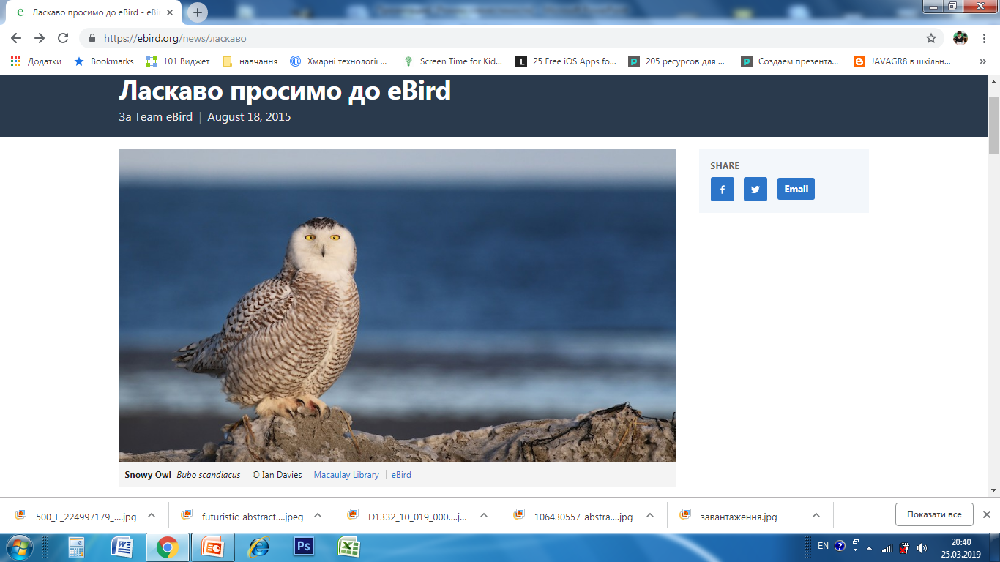 Ласкаво просимо до eBird - eBi
https://ebird.org/news/ласкаво
Додатки Bookmarks 101 Виджет навчання Хмарні технології ... Screen Time for Kid... 25 Free iOS Apps fo... 205 ресурсов для ... Создаём презента... JAVAGR8 в шкільн... »
Ласкаво просимо до eBird
За Team eBird | August 18, 2015
SHARE
Email
Snowy Owl Bubo scandiacus © Ian Davies Macaulay Library | eBird
500_F_224997179_....jpg futuristic-abstract....jpeg D1332_10_019_000....j... 106430557-abstra....jpg завантаження.jpg Показати все
EN 20:40
25.03.2019